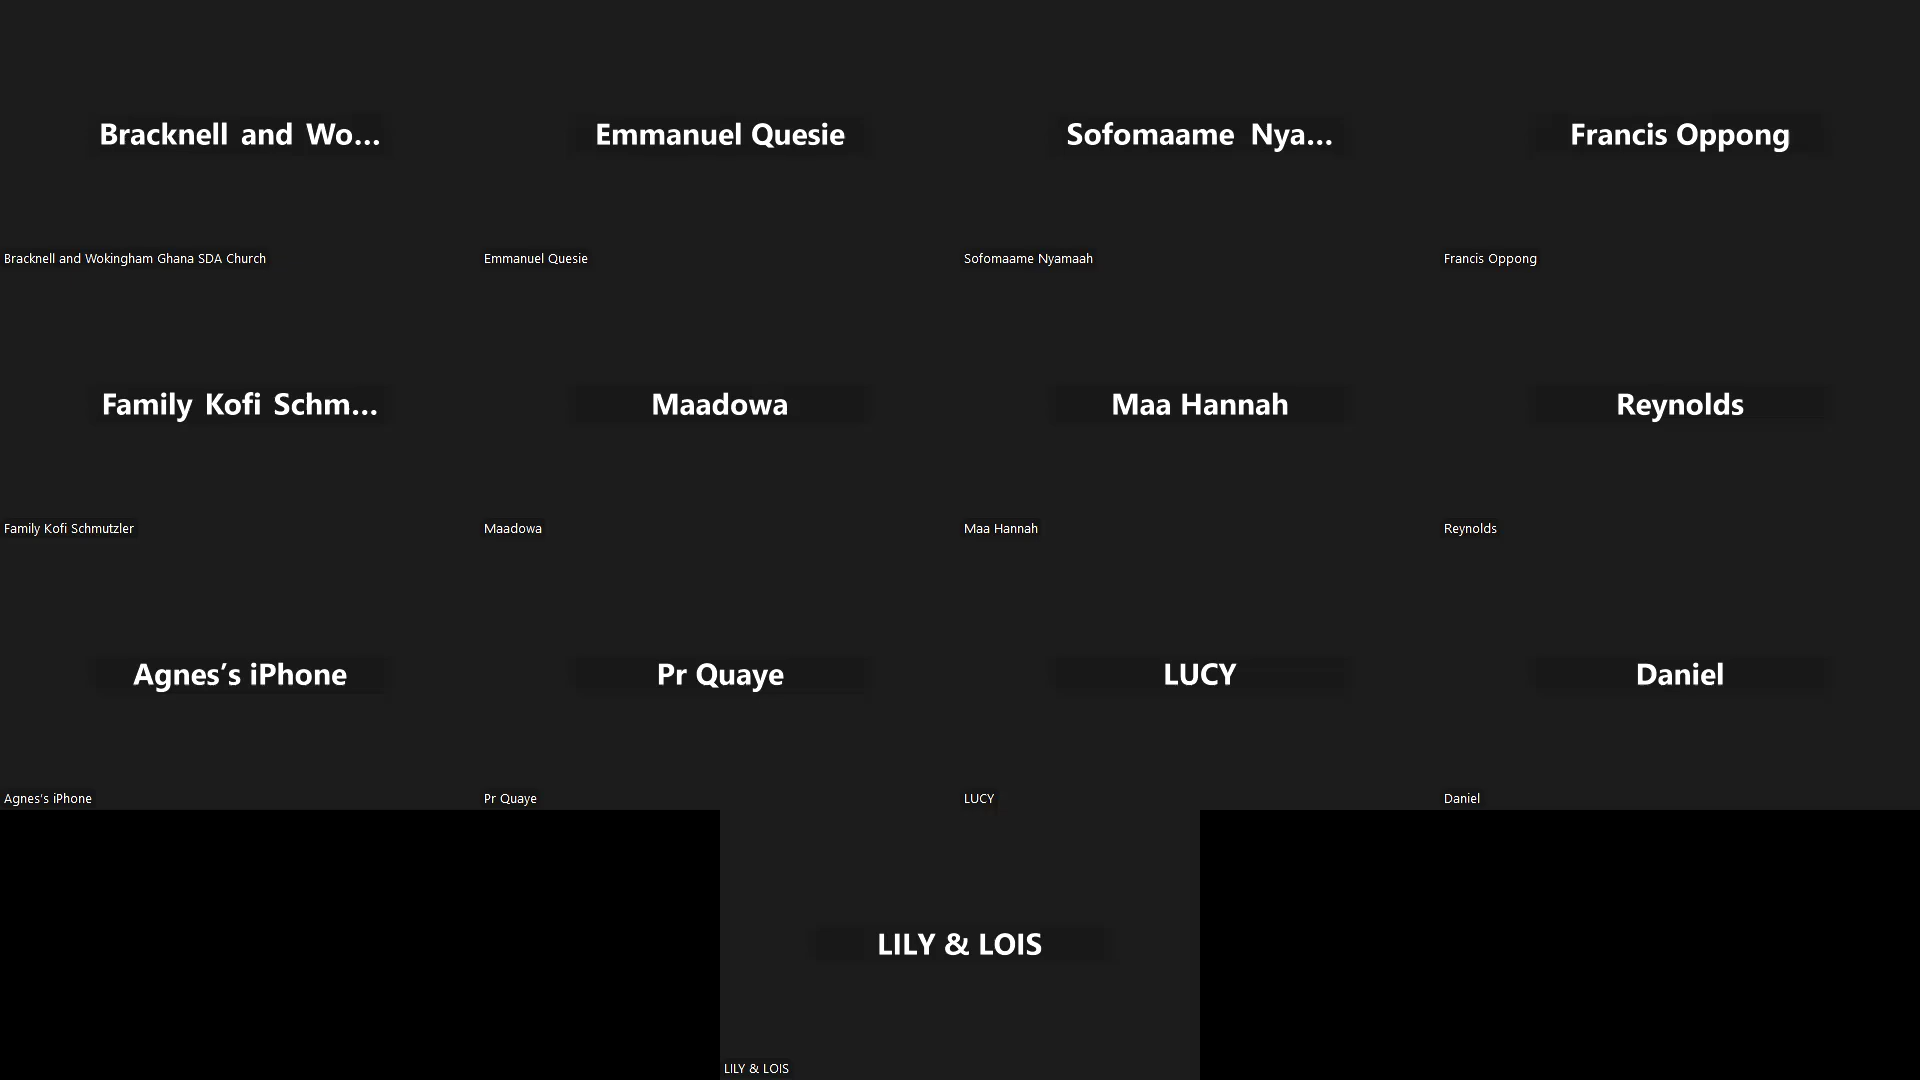 Bracknell and Wo...
Emmanuel Quesie
Sofomaame Nya...
Francis Oppong
Bracknell and Wokingham Ghana SDA Church
Emmanuel Quesie
Sofomaame Nyamaah
Francis Oppong
Family Kofi Schm...
Maadowa
Maa Hannah
Reynolds
Family Kofi Schmutzler
Maadowa
Maa Hannah
Reynolds
Agnes’s iPhone
Pr Quaye
LUCY
Daniel
Agnes's iPhone
Pr Quaye
LUCY
Daniel
LILY & LOIS
LILY & LOIS